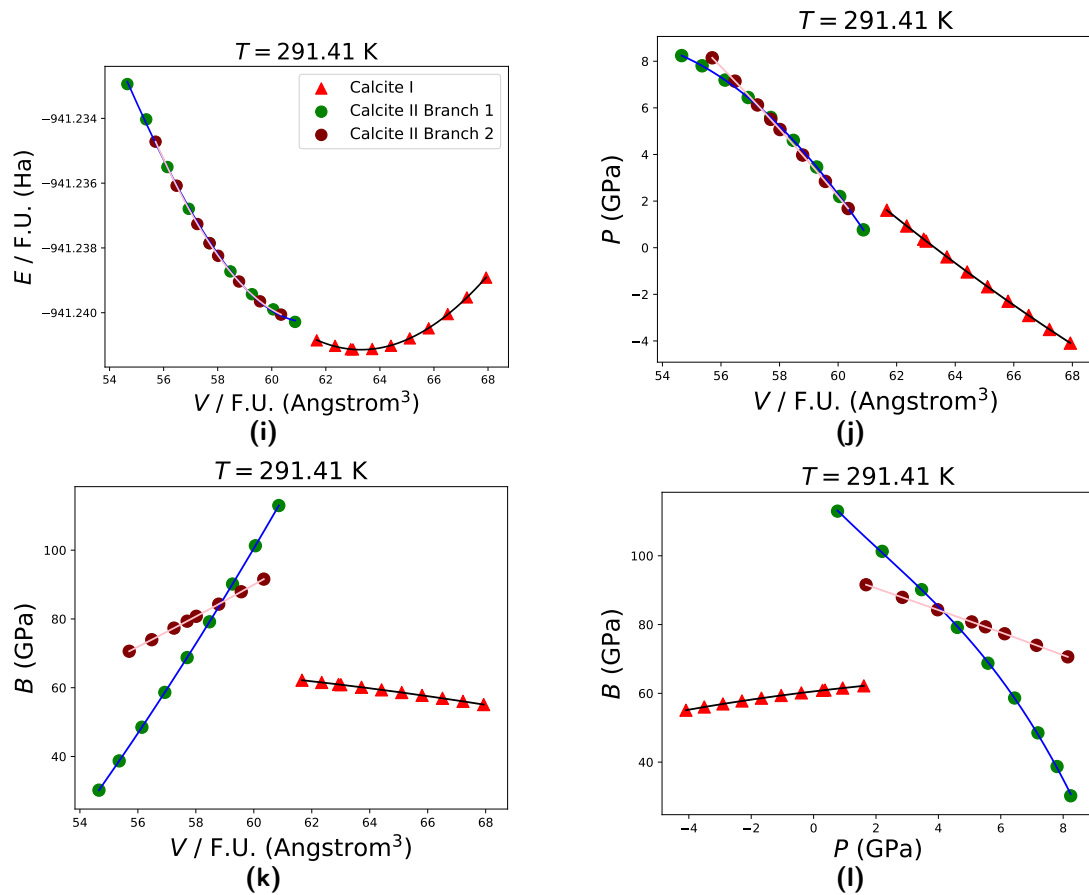 T = 291.41 K
Calcite I
Calcite II Branch 1
Calcite II Branch 2
−941.234
−941.236
−941.238
−941.240
E / F.U. (Ha)
54 56 58 60 62 64 66 68
V / F.U. (Angstrom³)
(i)
T = 291.41 K
8
6
4
2
0
−2
−4
P (GPa)
54 56 58 60 62 64 66 68
V / F.U. (Angstrom³)
(j)
T = 291.41 K
100
80
60
40
B (GPa)
54 56 58 60 62 64 66 68
V / F.U. (Angstrom³)
(k)
T = 291.41 K
100
80
60
40
B (GPa)
−4 −2 0 2 4 6 8
P (GPa)
(l)